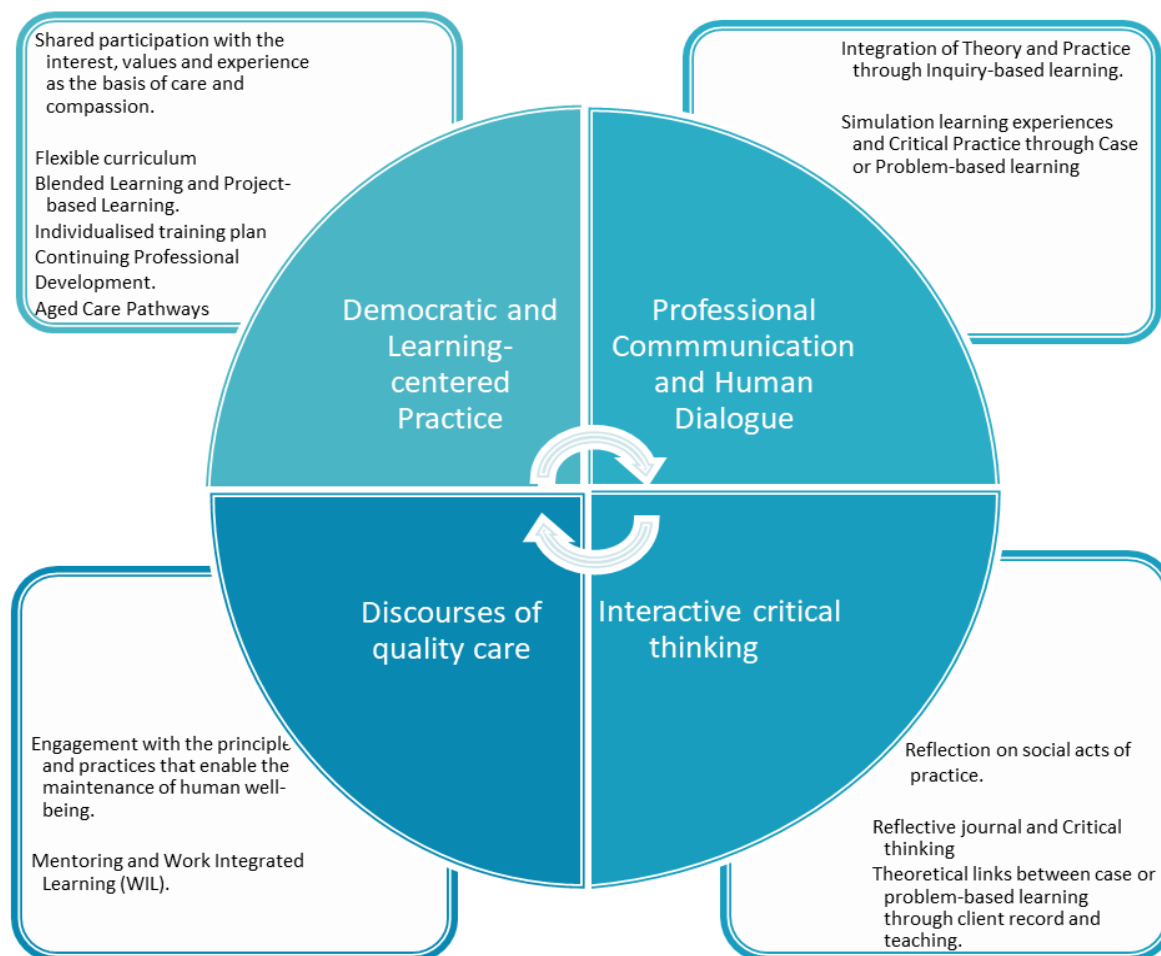 Shared participation with the
interest, values and experience
as the basis of care and
compassion.
Flexible curriculum
Blended Learning and Project-
based Learning.
Individualised training plan
Continuing Professional
Development.
Aged Care Pathways
Integration of Theory and Practice
through Inquiry-based learning.
Simulation learning experiences
and Critical Practice through Case
or Problem-based learning
Democratic and
Learning-
centered
Practice
Professional
Commmunication
and Human
Dialogue
Discourses of
quality care
Interactive critical
thinking
Engagement with the principle
and practices that enable the
maintenance of human well-
being.
Mentoring and Work Integrated
Learning (WIL).
Reflection on social acts of
practice.
Reflective journal and Critical
thinking
Theoretical links between case or
problem-based learning
through client record and
teaching.